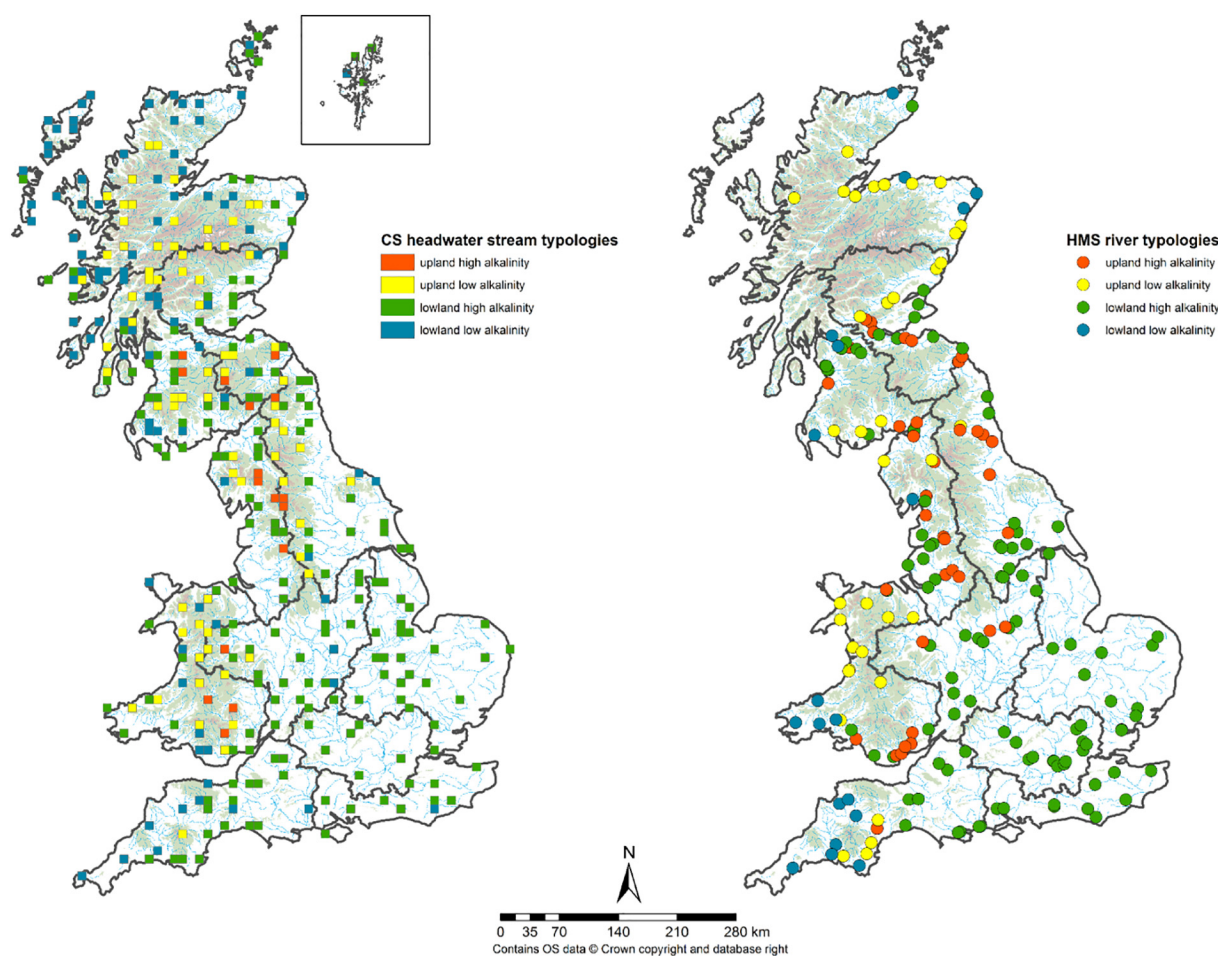 CS headwater stream typologies
upland high alkalinity
upland low alkalinity
lowland high alkalinity
lowland low alkalinity
HMS river typologies
upland high alkalinity
upland low alkalinity
lowland high alkalinity
lowland low alkalinity
N
0 35 70 140 210 280 km
Contains OS data © Crown copyright and database right